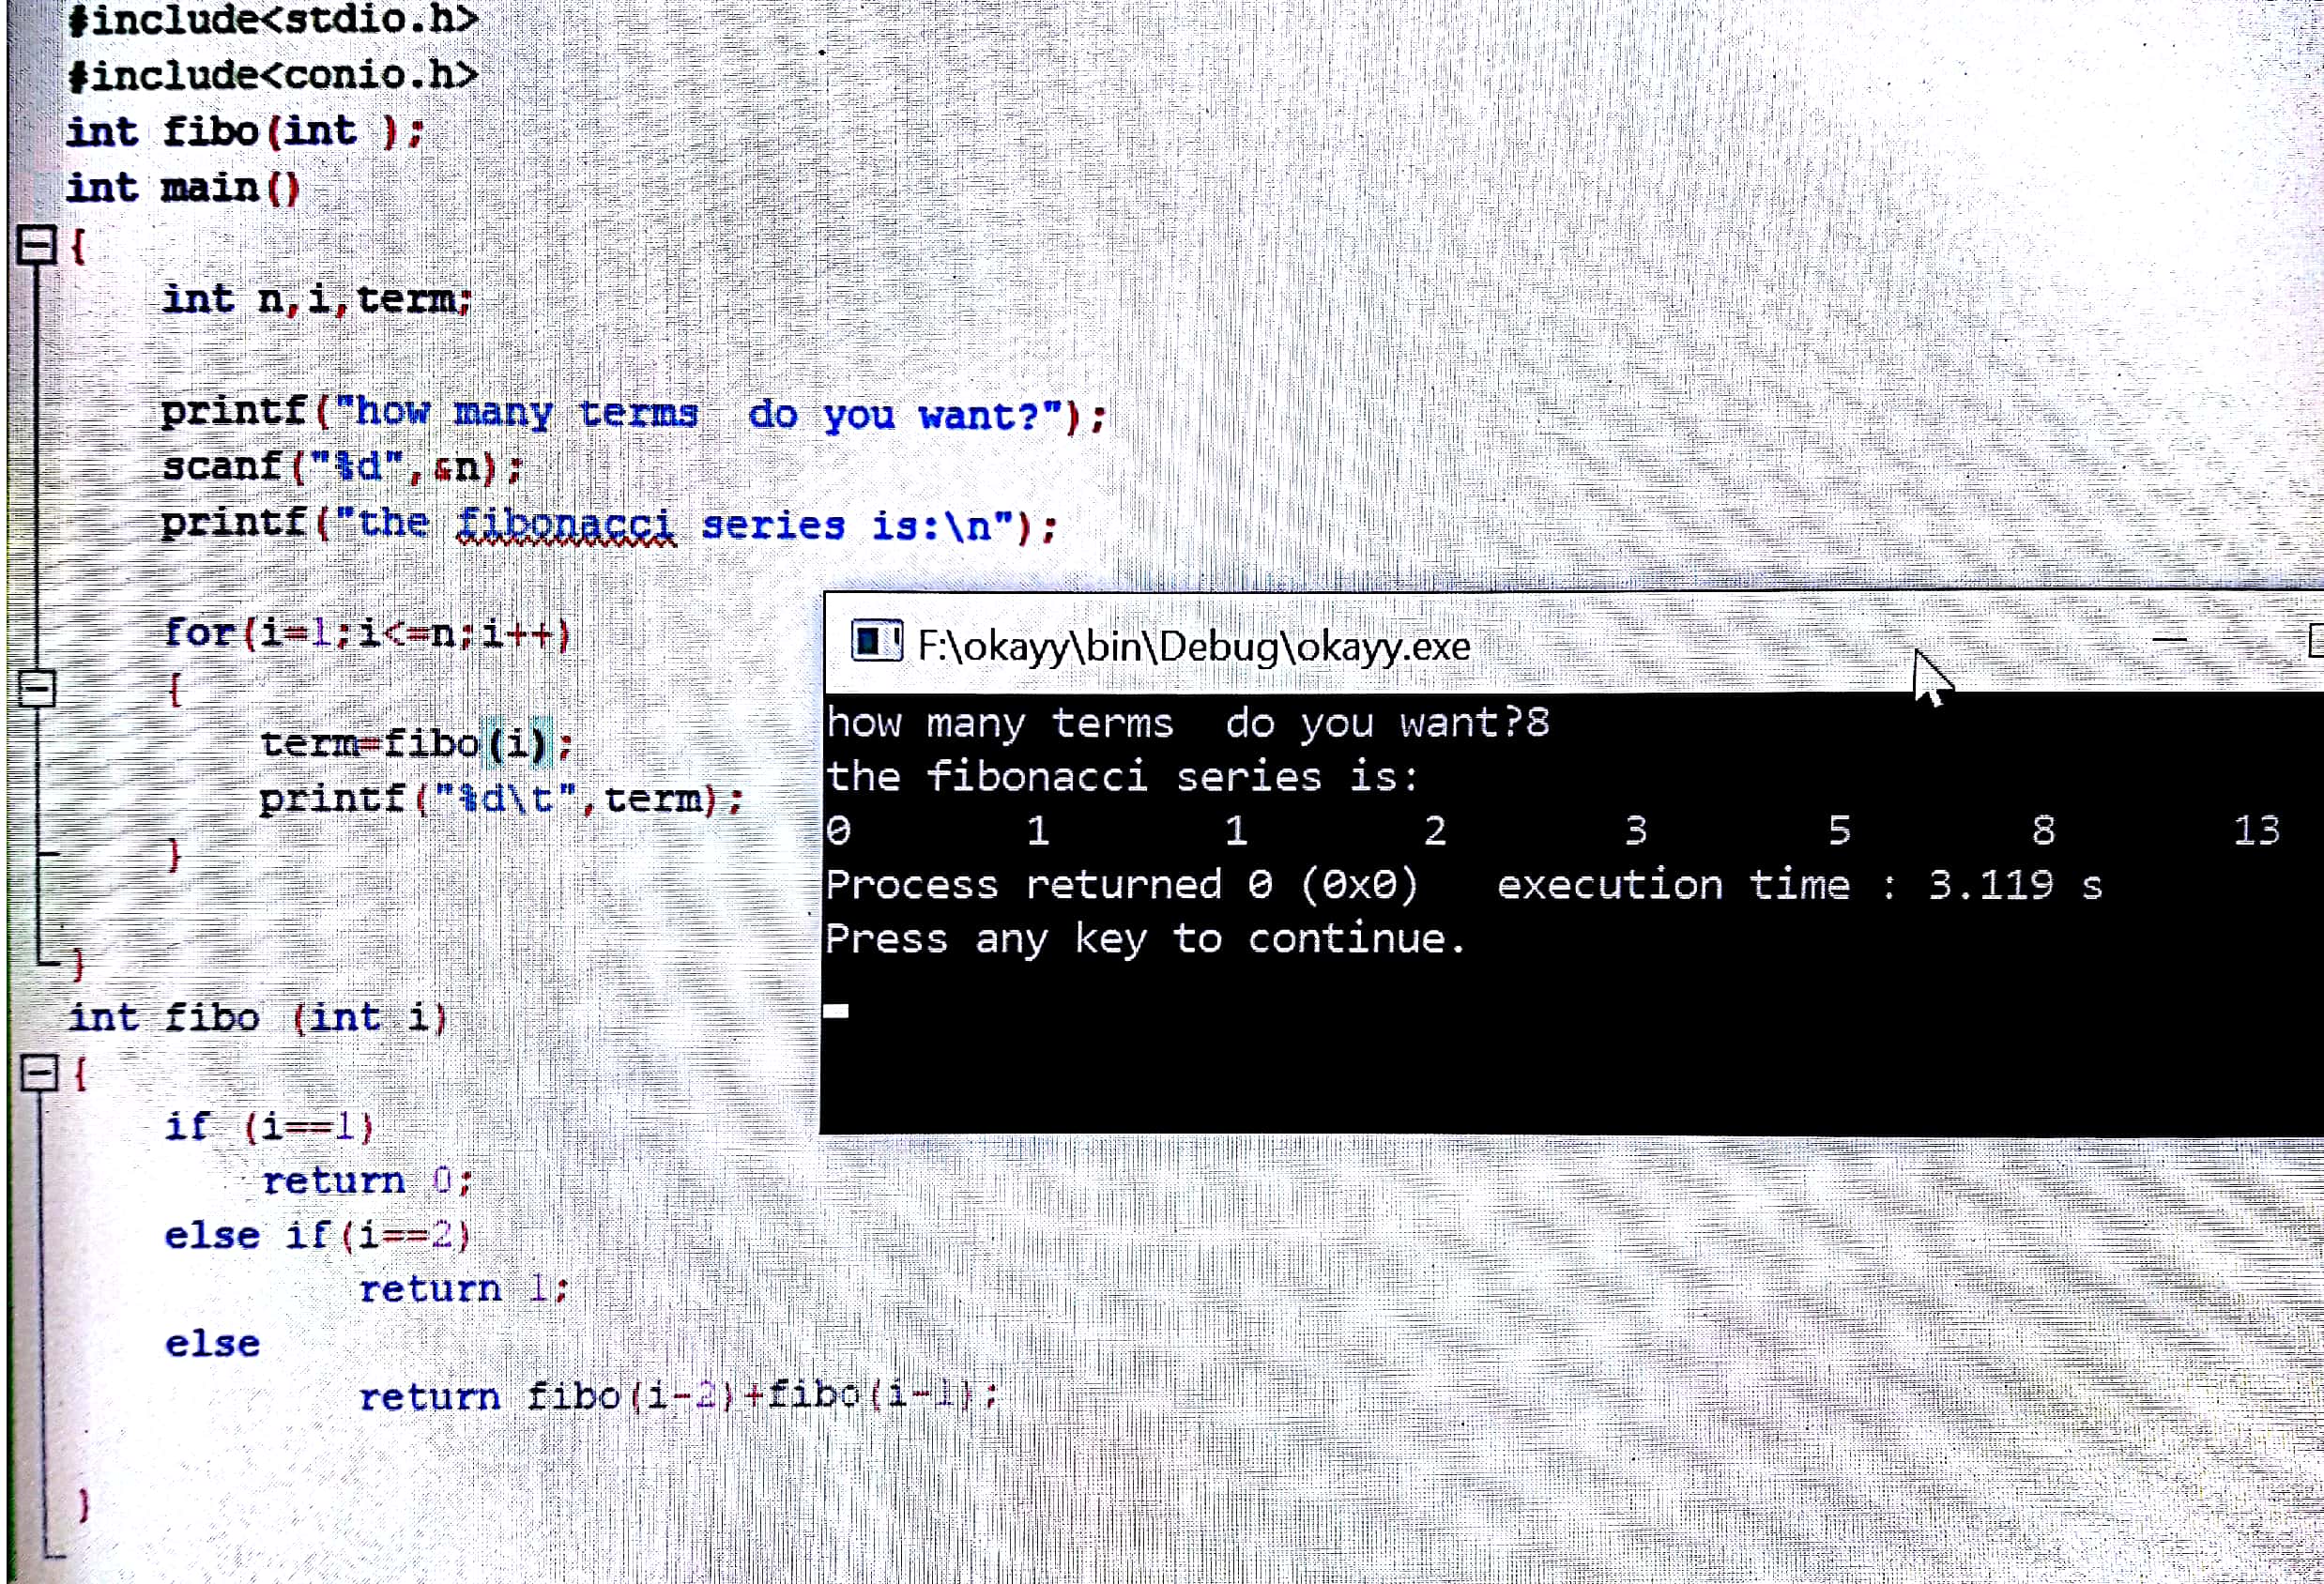 #include<stdio.h>
#include<conio.h>
int fibo(int );
int main()
{
int n,i,term;
printf("how many terms  do you want?");
scanf("%d",&n);
printf("the fibonacci series is:\n");
for(i=1;i<=n;i++)
{
term=fibo(i);
printf("%d\t",term);
}
}
int fibo (int i)
{
if (i==1)
return 0;
else if(i==2)
return 1;
else
return fibo(i-2)+fibo(i-1);
}
F:\okayy\bin\Debug\okayy.exe
how many terms  do you want?8
the fibonacci series is:
0 1 1 2 3 5 8 13
Process returned 0 (0x0)   execution time : 3.119 s
Press any key to continue.